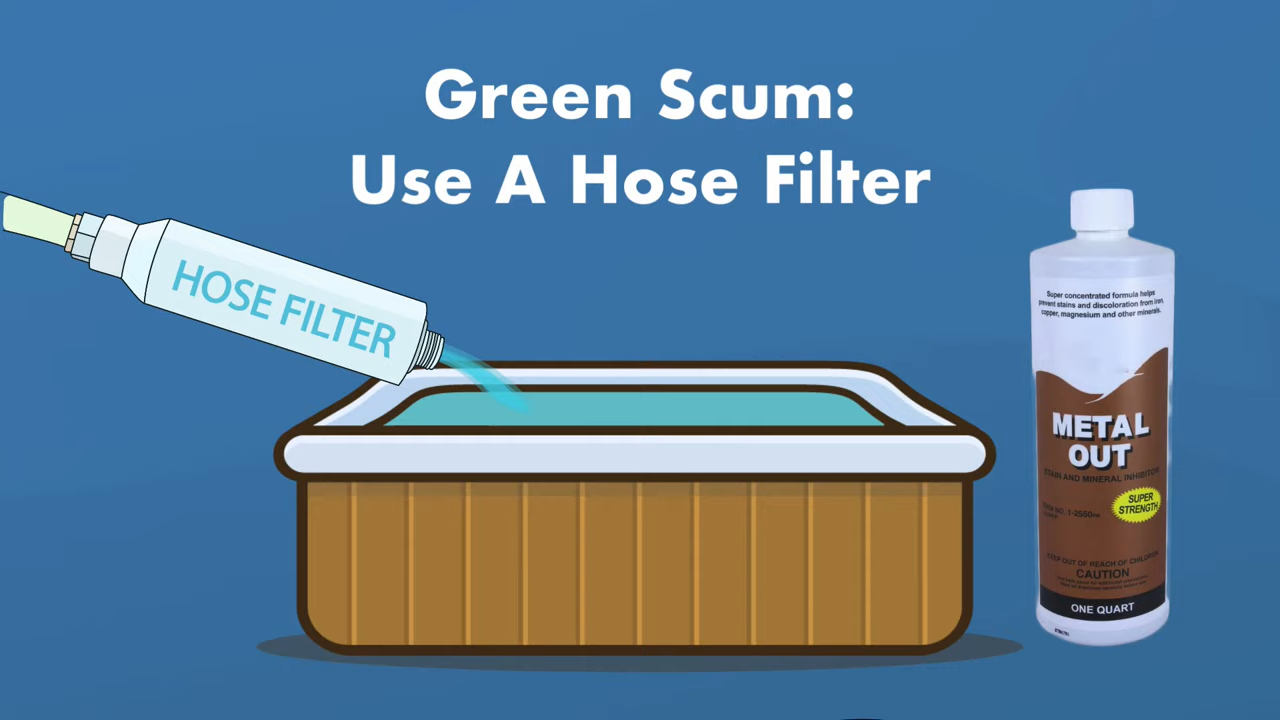 Green Scum:
Use A Hose Filter
HOSE FILTER
Super concentrated formula helps
prevent stains and discoloration from iron,
copper, magnesium and other minerals.
METAL
OUT
STAIN AND MINERAL INHIBITOR
SUPER
STRENGTH
KEEP OUT OF REACH OF CHILDREN
CAUTION
ONE QUART